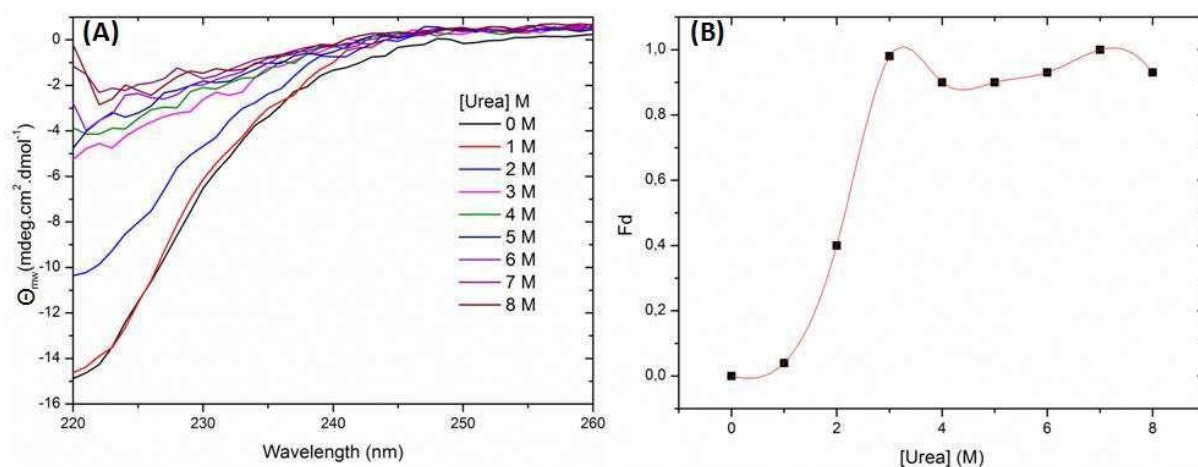 (A)
0
-2
-4
-6
-8
-10
-12
-14
-16
220
230
240
250
260
Wavelength (nm)
Θmw (mdeg.cm².dmol⁻¹)
[Urea] M
0 M
1 M
2 M
3 M
4 M
5 M
6 M
7 M
8 M
(B)
1,0
0,8
0,6
0,4
0,2
0,0
Fd
0
2
4
6
8
[Urea] (M)